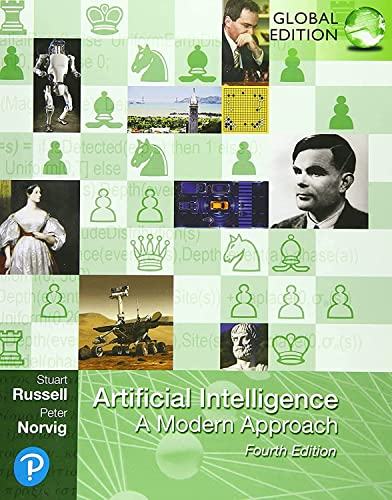 GLOBAL
EDITION
Stuart
Russell
Peter
Norvig
Artificial Intelligence
A Modern Approach
Fourth Edition
P